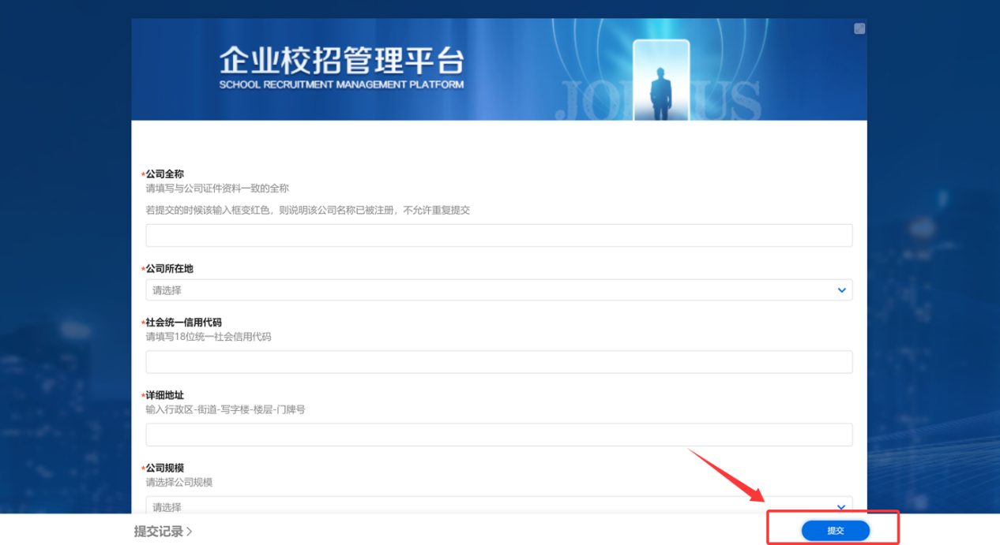 企业校招管理平台
SCHOOL RECRUITMENT MANAGEMENT PLATFORM
*公司全称
请填写与公司证件资料一致的全称
若提交的时候该输入框变红色，则说明该公司名称已被注册，不允许重复提交
*公司所在地
请选择
*社会统一信用代码
请填写18位统一社会信用代码
*详细地址
输入行政区-街道-写字楼-楼层-门牌号
*公司规模
请选择公司规模
请选择
提交记录 >
提交